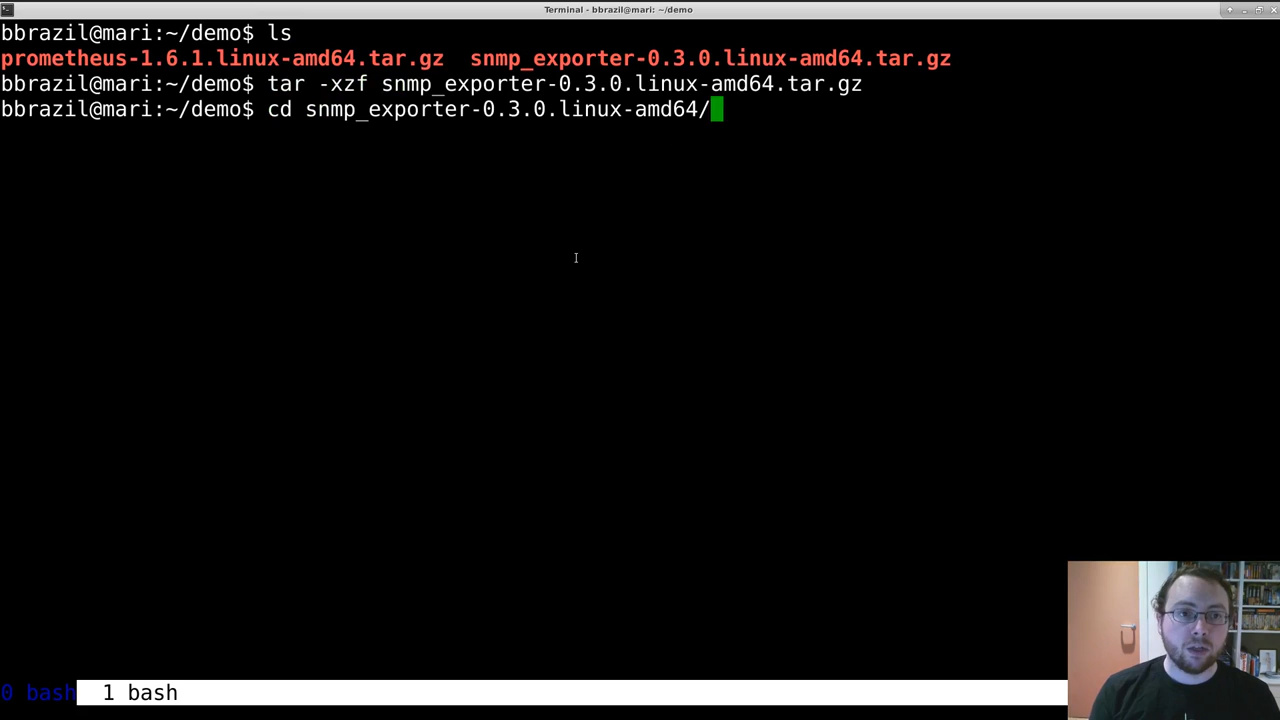 Terminal - bbrazil@mari: ~/demo
bbrazil@mari:~/demo$ ls
prometheus-1.6.1.linux-amd64.tar.gz  snmp_exporter-0.3.0.linux-amd64.tar.gz
bbrazil@mari:~/demo$ tar -xzf snmp_exporter-0.3.0.linux-amd64.tar.gz
bbrazil@mari:~/demo$ cd snmp_exporter-0.3.0.linux-amd64/
0 bash  1 bash